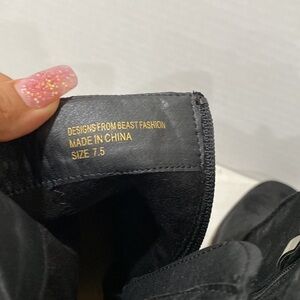 DESIGNS FROM BEAST FASHION
MADE IN CHINA
SIZE 7.5